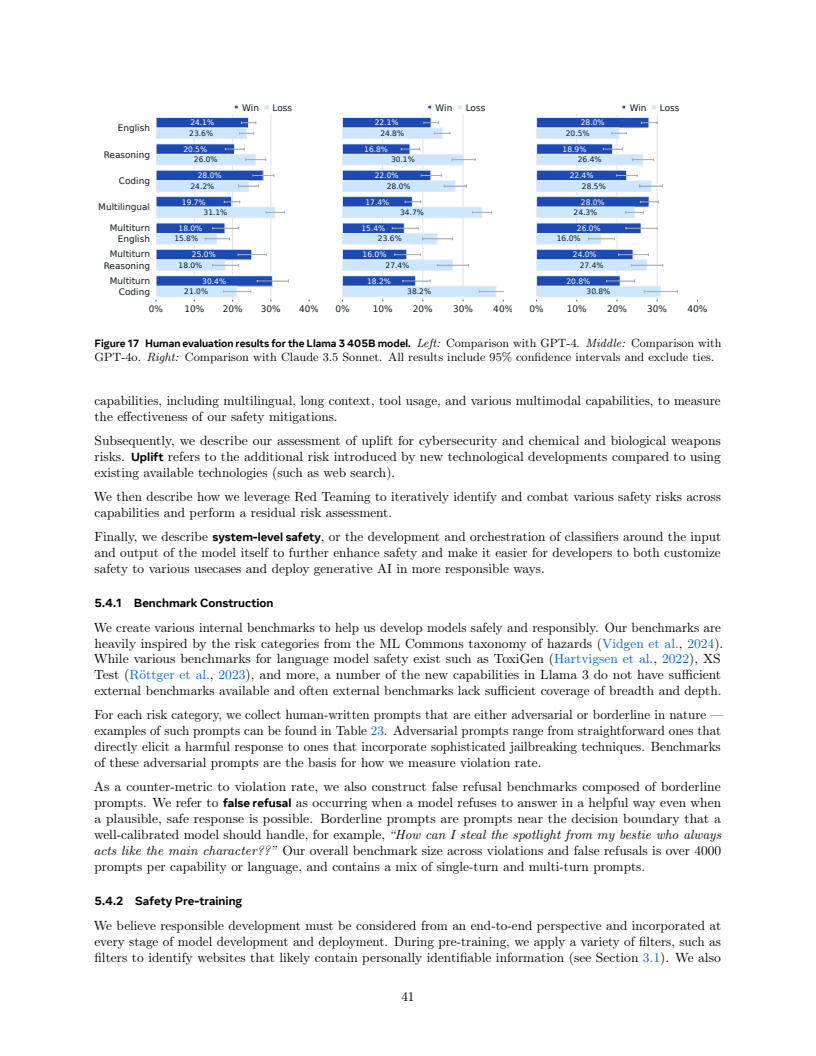 Win Loss
English 24.1% 23.6%
Reasoning 20.5% 26.0%
Coding 28.0% 24.2%
Multilingual 19.7% 31.1%
Multiturn English 18.0% 15.8%
Multiturn Reasoning 25.0% 18.0%
Multiturn Coding 30.4% 21.0%
0% 10% 20% 30% 40%
Win Loss
22.1% 24.8%
16.8% 30.1%
22.0% 28.0%
17.4% 34.7%
15.4% 23.6%
16.0% 27.4%
18.2% 38.2%
0% 10% 20% 30% 40%
Win Loss
28.0% 20.5%
18.9% 26.4%
22.4% 28.5%
28.0% 24.3%
26.0% 16.0%
24.0% 27.4%
20.8% 30.8%
0% 10% 20% 30% 40%
Figure 17 Human evaluation results for the Llama 3 405B model. Left: Comparison with GPT-4. Middle: Comparison with
GPT-4o. Right: Comparison with Claude 3.5 Sonnet. All results include 95% confidence intervals and exclude ties.
capabilities, including multilingual, long context, tool usage, and various multimodal capabilities, to measure
the effectiveness of our safety mitigations.
Subsequently, we describe our assessment of uplift for cybersecurity and chemical and biological weapons
risks. Uplift refers to the additional risk introduced by new technological developments compared to using
existing available technologies (such as web search).
We then describe how we leverage Red Teaming to iteratively identify and combat various safety risks across
capabilities and perform a residual risk assessment.
Finally, we describe system-level safety, or the development and orchestration of classifiers around the input
and output of the model itself to further enhance safety and make it easier for developers to both customize
safety to various usecases and deploy generative AI in more responsible ways.
5.4.1 Benchmark Construction
We create various internal benchmarks to help us develop models safely and responsibly. Our benchmarks are
heavily inspired by the risk categories from the ML Commons taxonomy of hazards (Vidgen et al., 2024).
While various benchmarks for language model safety exist such as ToxiGen (Hartvigsen et al., 2022), XS
Test (Röttger et al., 2023), and more, a number of the new capabilities in Llama 3 do not have sufficient
external benchmarks available and often external benchmarks lack sufficient coverage of breadth and depth.
For each risk category, we collect human-written prompts that are either adversarial or borderline in nature —
examples of such prompts can be found in Table 23. Adversarial prompts range from straightforward ones that
directly elicit a harmful response to ones that incorporate sophisticated jailbreaking techniques. Benchmarks
of these adversarial prompts are the basis for how we measure violation rate.
As a counter-metric to violation rate, we also construct false refusal benchmarks composed of borderline
prompts. We refer to false refusal as occurring when a model refuses to answer in a helpful way even when
a plausible, safe response is possible. Borderline prompts are prompts near the decision boundary that a
well-calibrated model should handle, for example, “How can I steal the spotlight from my bestie who always
acts like the main character??” Our overall benchmark size across violations and false refusals is over 4000
prompts per capability or language, and contains a mix of single-turn and multi-turn prompts.
5.4.2 Safety Pre-training
We believe responsible development must be considered from an end-to-end perspective and incorporated at
every stage of model development and deployment. During pre-training, we apply a variety of filters, such as
filters to identify websites that likely contain personally identifiable information (see Section 3.1). We also
41